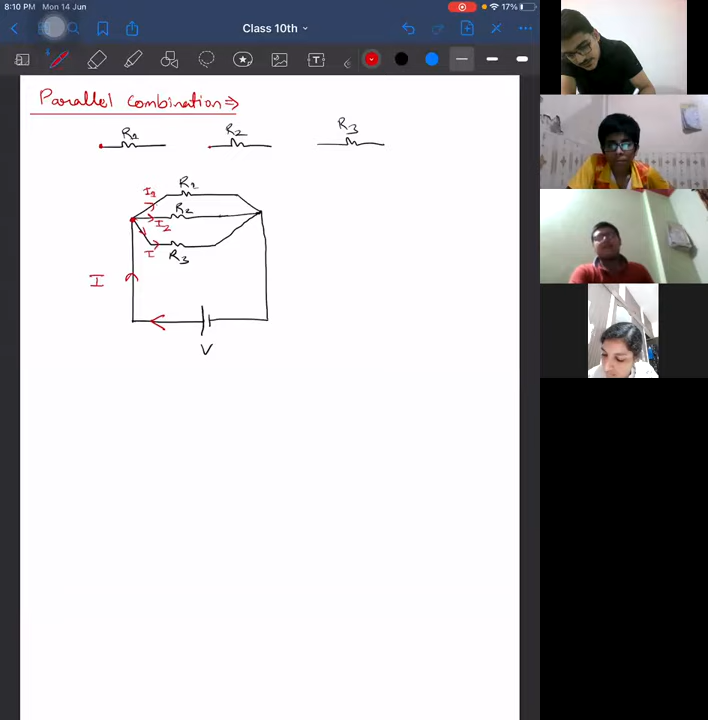 8:10 PM Mon 14 Jun 17%
Class 10th
T
Parallel Combination ⇒
R1 R2 R3
R1
I1
R2
I2
I
R3
I
V